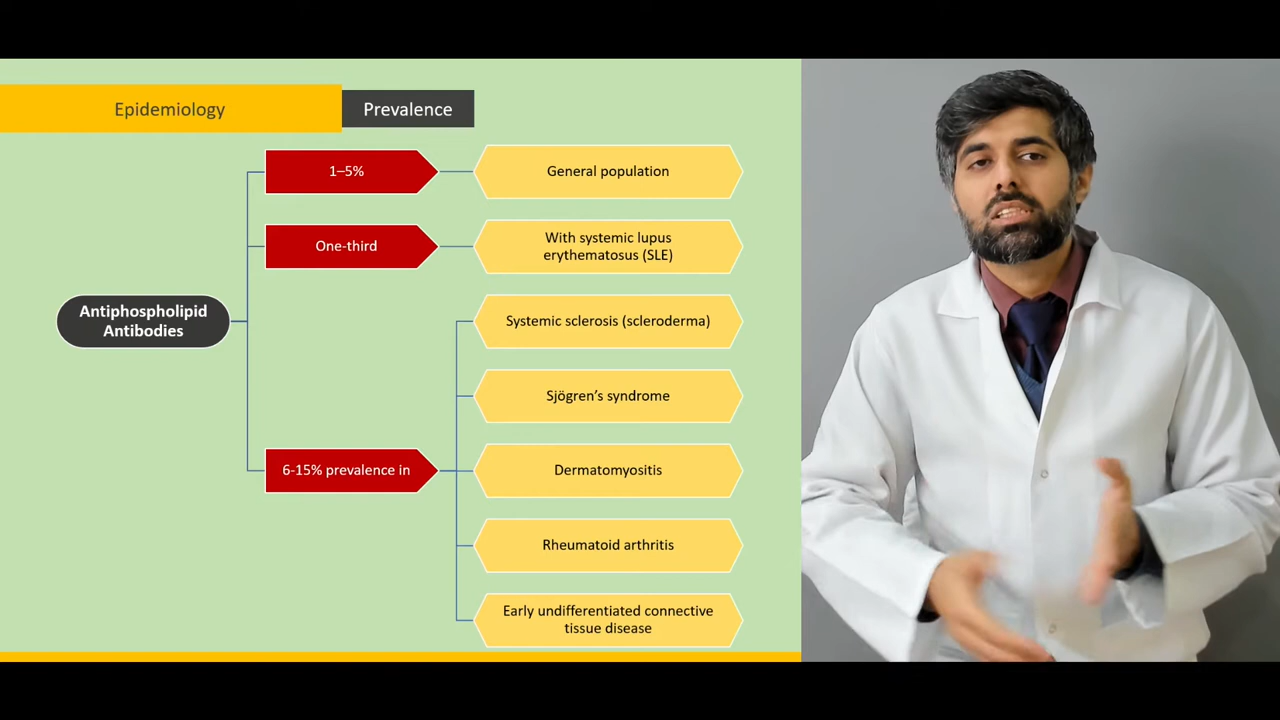 Epidemiology
Prevalence
1–5%
General population
One-third
With systemic lupus
erythematosus (SLE)
Antiphospholipid
Antibodies
Systemic sclerosis (scleroderma)
Sjögren’s syndrome
6-15% prevalence in
Dermatomyositis
Rheumatoid arthritis
Early undifferentiated connective
tissue disease